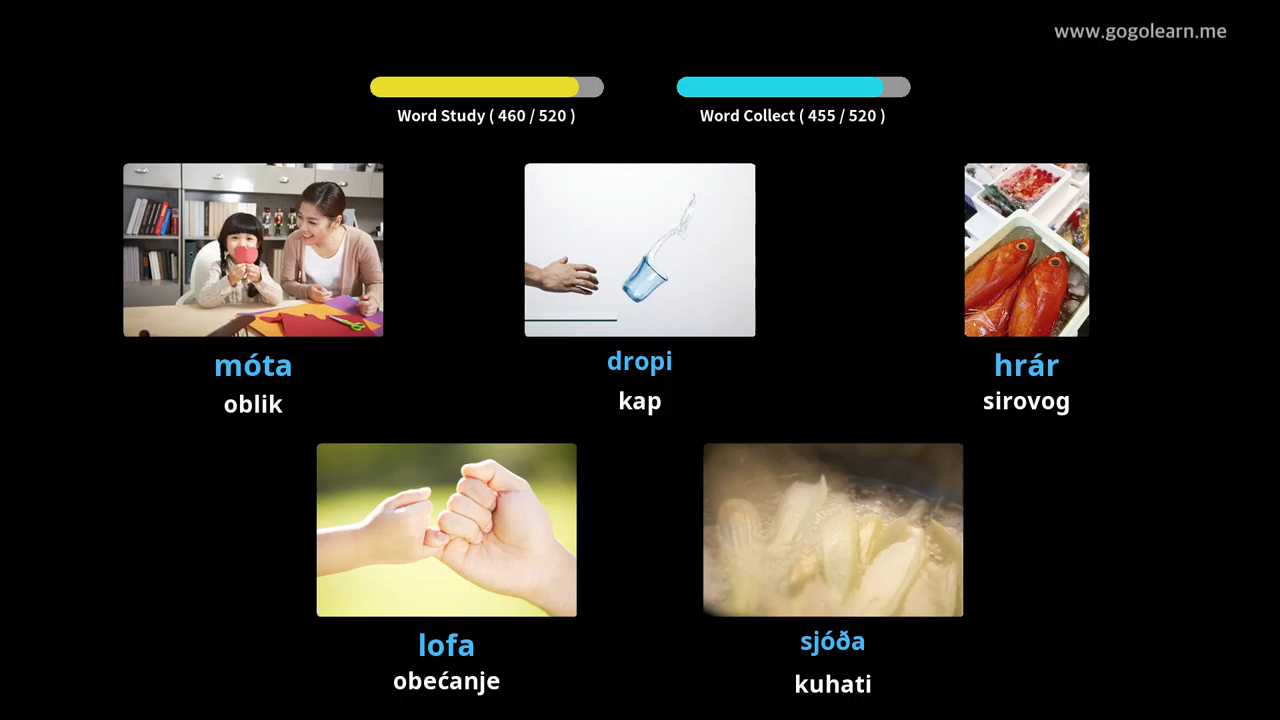 www.gogolearn.me
Word Study ( 460 / 520 )
Word Collect ( 455 / 520 )
móta
oblik
dropi
kap
hrár
sirovog
lofa
obećanje
sjóða
kuhati